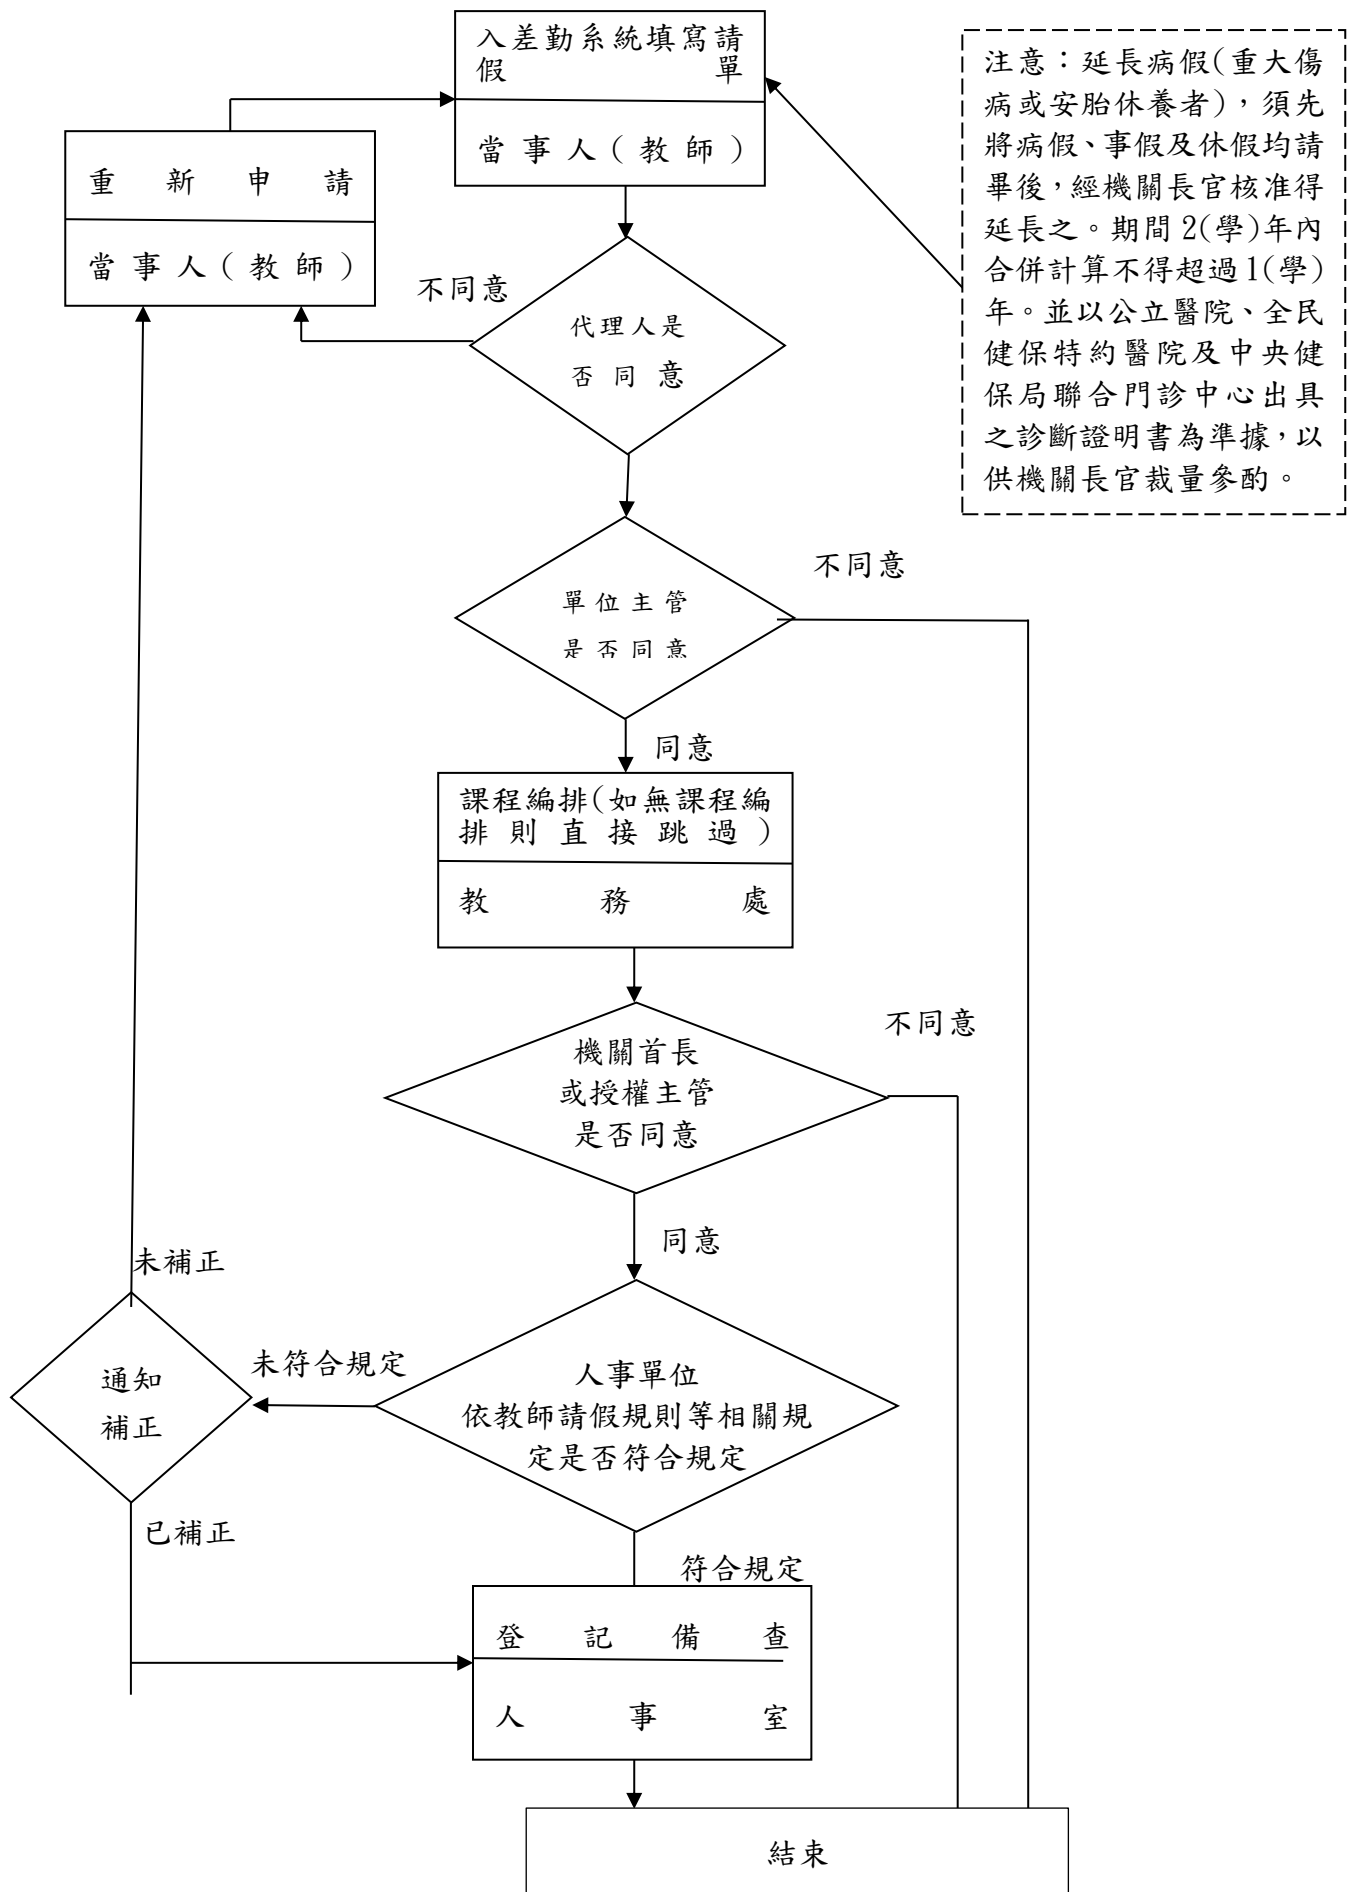 入差勤系統填寫請
假單
當事人(教師)
注意：延長病假(重大傷
病或安胎休養者)，須先
將病假、事假及休假均請
畢後，經機關長官核准得
延長之。期間2(學)年內
合併計算不得超過1(學)
年。並以公立醫院、全民
健保特約醫院及中央健
保局聯合門診中心出具
之診斷證明書為準據，以
供機關長官裁量參酌。
重新申請
當事人(教師)
不同意
代理人是
否同意
不同意
單位主管
是否同意
同意
課程編排(如無課程編
排則直接跳過)
教務處
不同意
機關首長
或授權主管
是否同意
同意
未補正
通知
補正
未符合規定
人事單位
依教師請假規則等相關規
定是否符合規定
已補正
符合規定
登記備查
人事室
結束